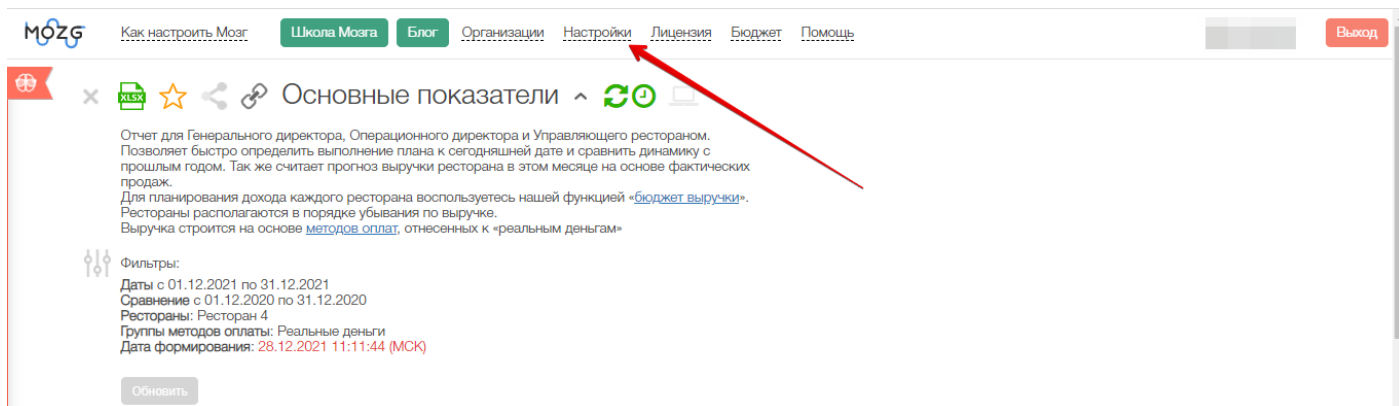 MOZG Как настроить Мозг Школа Мозга Блог Организации Настройки Лицензия Бюджет Помощь Выход
XLSX Основные показатели
Отчет для Генерального директора, Операционного директора и Управляющего рестораном.
Позволяет быстро определить выполнение плана к сегодняшней дате и сравнить динамику с
прошлым годом. Так же считает прогноз выручки ресторана в этом месяце на основе фактических
продаж.
Для планирования дохода каждого ресторана воспользуетесь нашей функцией «бюджет выручки».
Рестораны располагаются в порядке убывания по выручке.
Выручка строится на основе методов оплат, отнесенных к «реальным деньгам»
Фильтры:
Даты с 01.12.2021 по 31.12.2021
Сравнение с 01.12.2020 по 31.12.2020
Рестораны: Ресторан 4
Группы методов оплаты: Реальные деньги
Дата формирования: 28.12.2021 11:11:44 (МСК)
Обновить